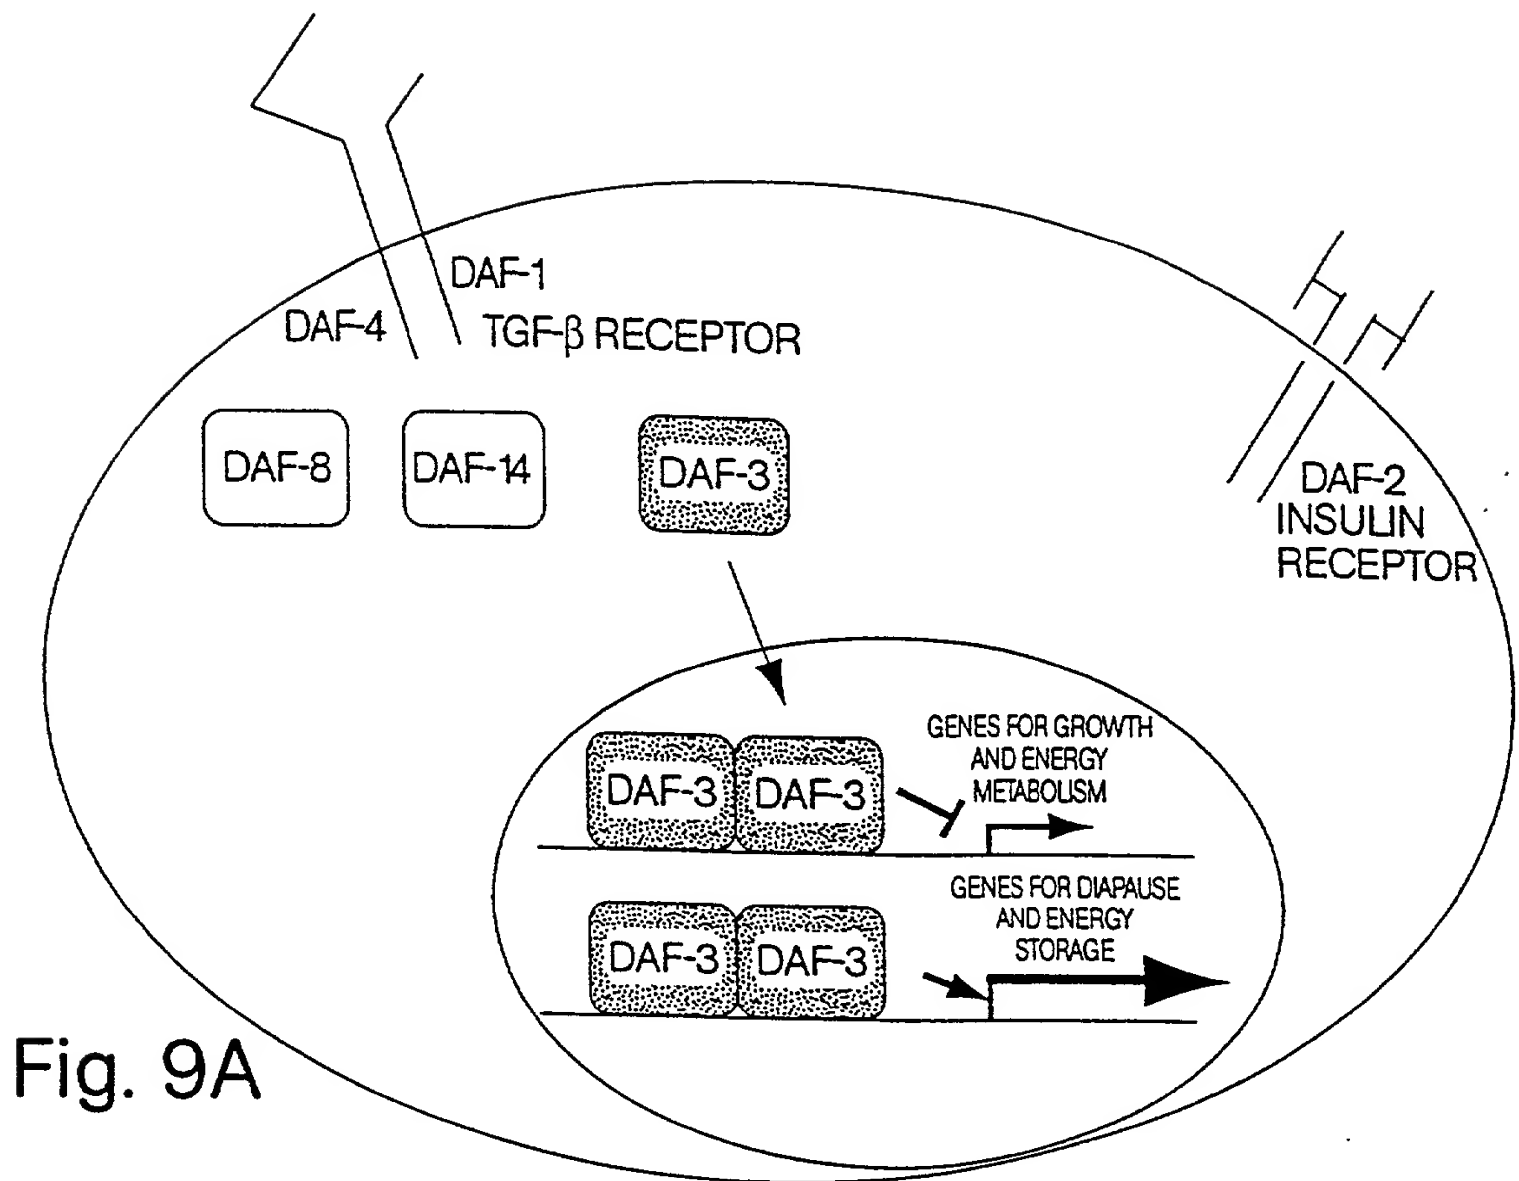 DAF-1
DAF-4
TGF-β RECEPTOR
DAF-8
DAF-14
DAF-3
DAF-2
INSULIN
RECEPTOR
GENES FOR GROWTH
AND ENERGY
METABOLISM
DAF-3
DAF-3
GENES FOR DIAPAUSE
AND ENERGY
STORAGE
DAF-3
DAF-3
Fig. 9A